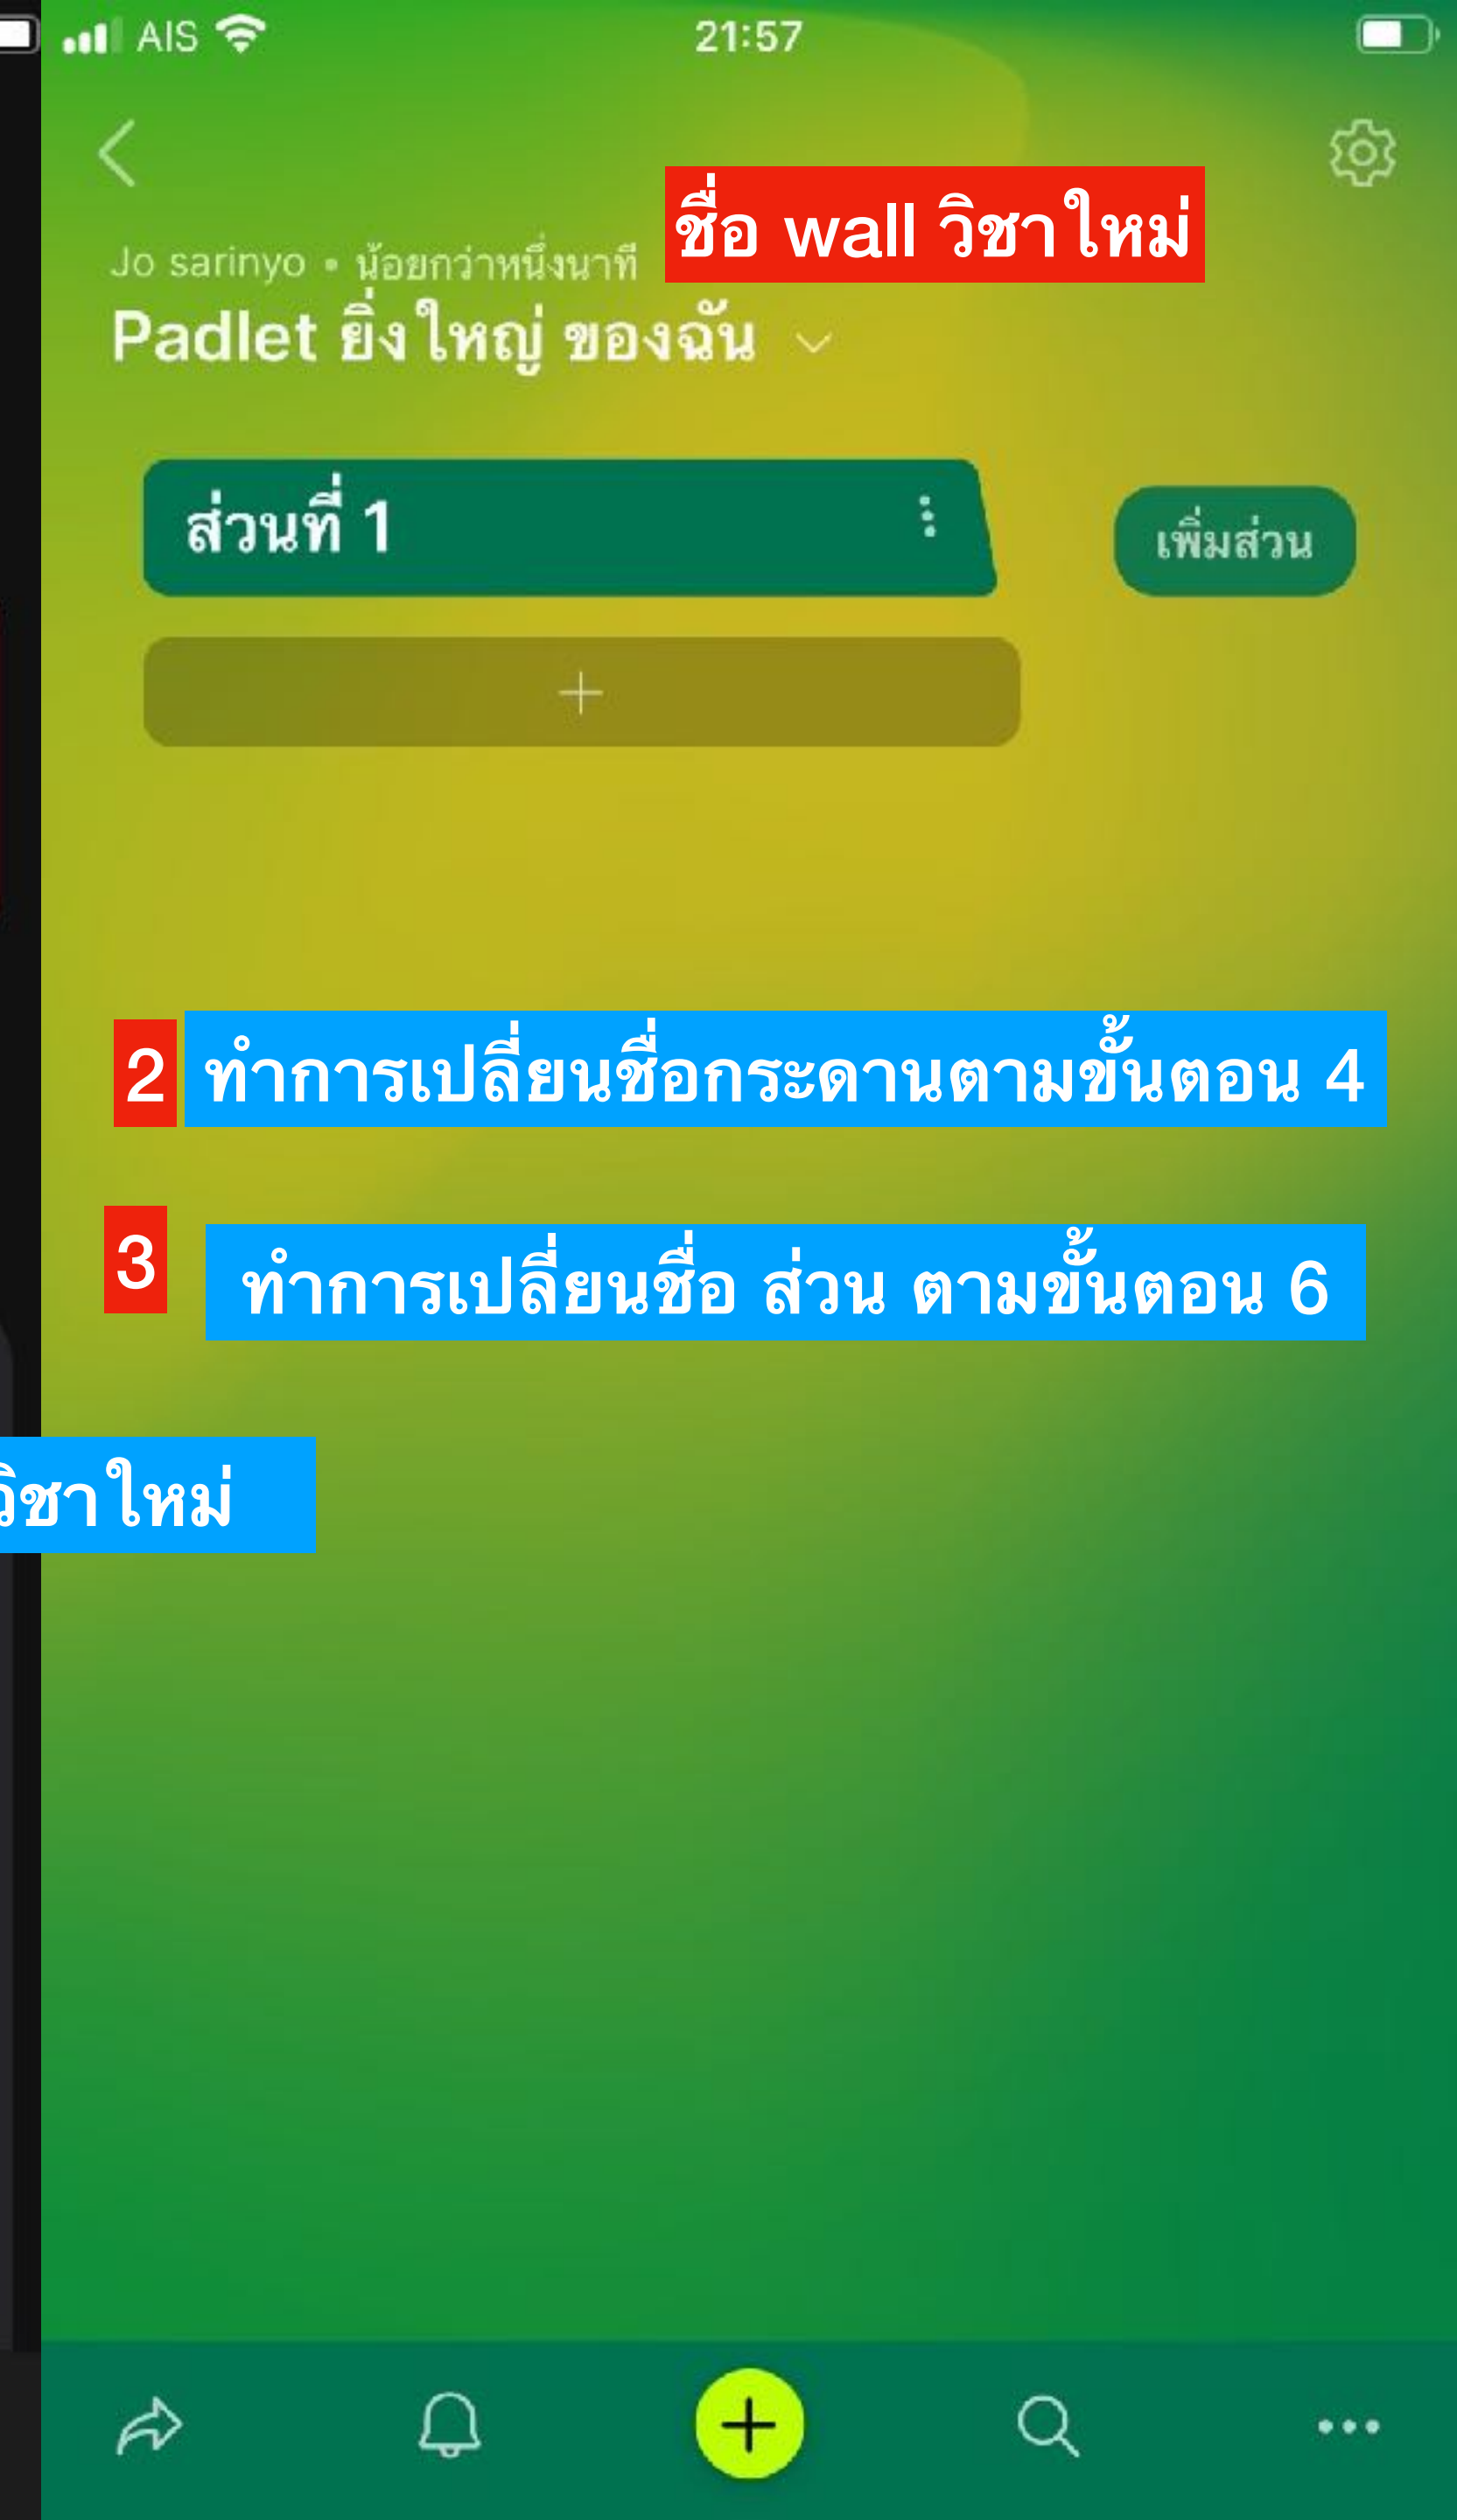 AIS 21:57
ชื่อ wall วิชาใหม่
Jo sarinyo • น้อยกว่าหนึ่งนาที
Padlet ยิ่งใหญ่ ของฉัน
ส่วนที่ 1
เพิ่มส่วน
2 ทำการเปลี่ยนชื่อกระดานตามขั้นตอน 4
3 ทำการเปลี่ยนชื่อ ส่วน ตามขั้นตอน 6
วิชาใหม่